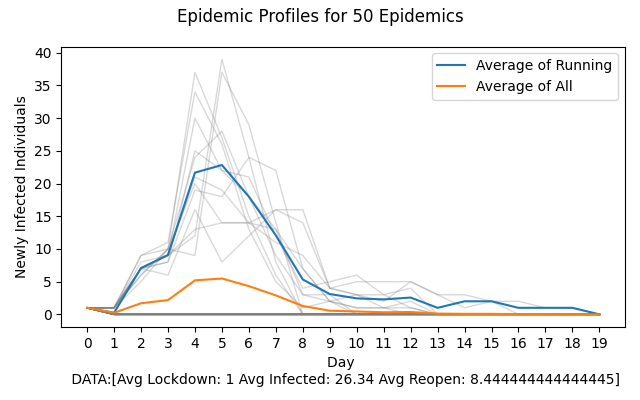 Epidemic Profiles for 50 Epidemics
40
35
30
25
20
15
10
5
0
Newly Infected Individuals
Average of Running
Average of All
0 1 2 3 4 5 6 7 8 9 10 11 12 13 14 15 16 17 18 19
Day
DATA:[Avg Lockdown: 1 Avg Infected: 26.34 Avg Reopen: 8.444444444444445]